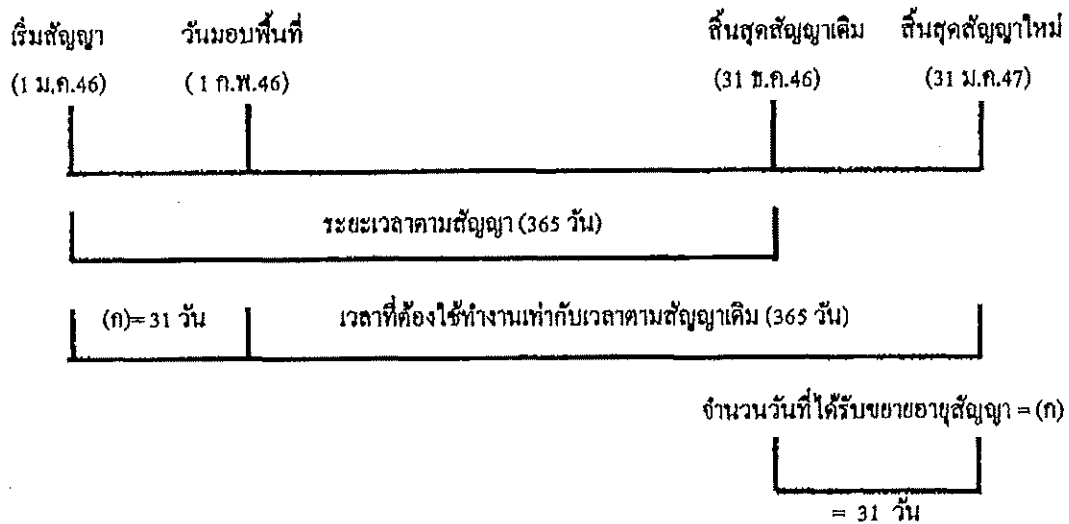 เริ่มสัญญา วันมอบพื้นที่ สิ้นสุดสัญญาเดิม สิ้นสุดสัญญาใหม่
(1 ม.ค.46) ( 1 ก.พ.46) (31 ธ.ค.46) (31 ม.ค.47)
ระยะเวลาตามสัญญา (365 วัน)
(ก)= 31 วัน เวลาที่ต้องใช้ทำงานเท่ากับเวลาตามสัญญาเดิม (365 วัน)
จำนวนวันที่ได้รับขยายอายุสัญญา = (ก)
= 31 วัน